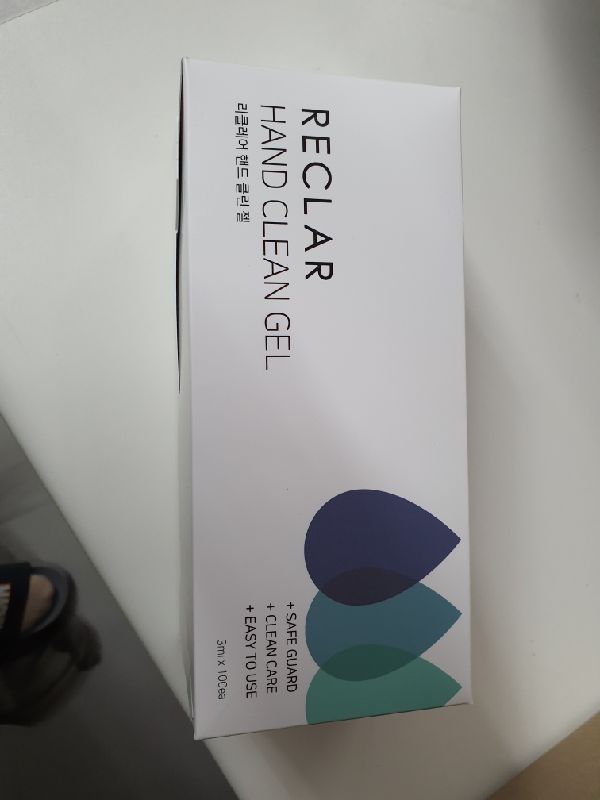 RECLAR
HAND CLEAN GEL
리클레어 핸드 클린 젤
+ SAFE GUARD
+ CLEAN CARE
+ EASY TO USE
3ml x 100ea